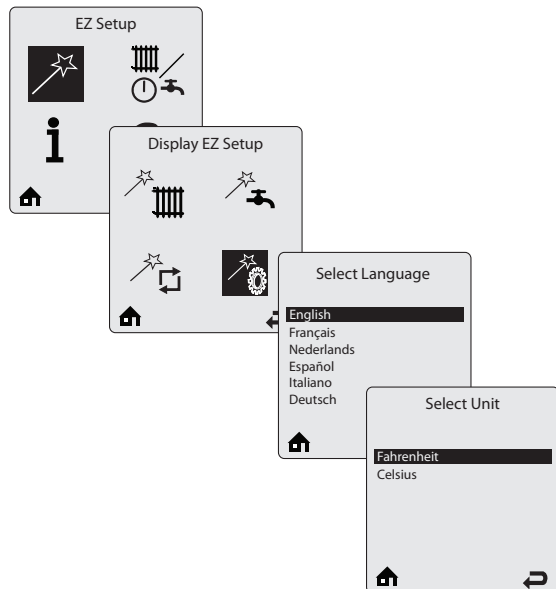 EZ Setup
Display EZ Setup
Select Language
English
Français
Nederlands
Español
Italiano
Deutsch
Select Unit
Fahrenheit
Celsius